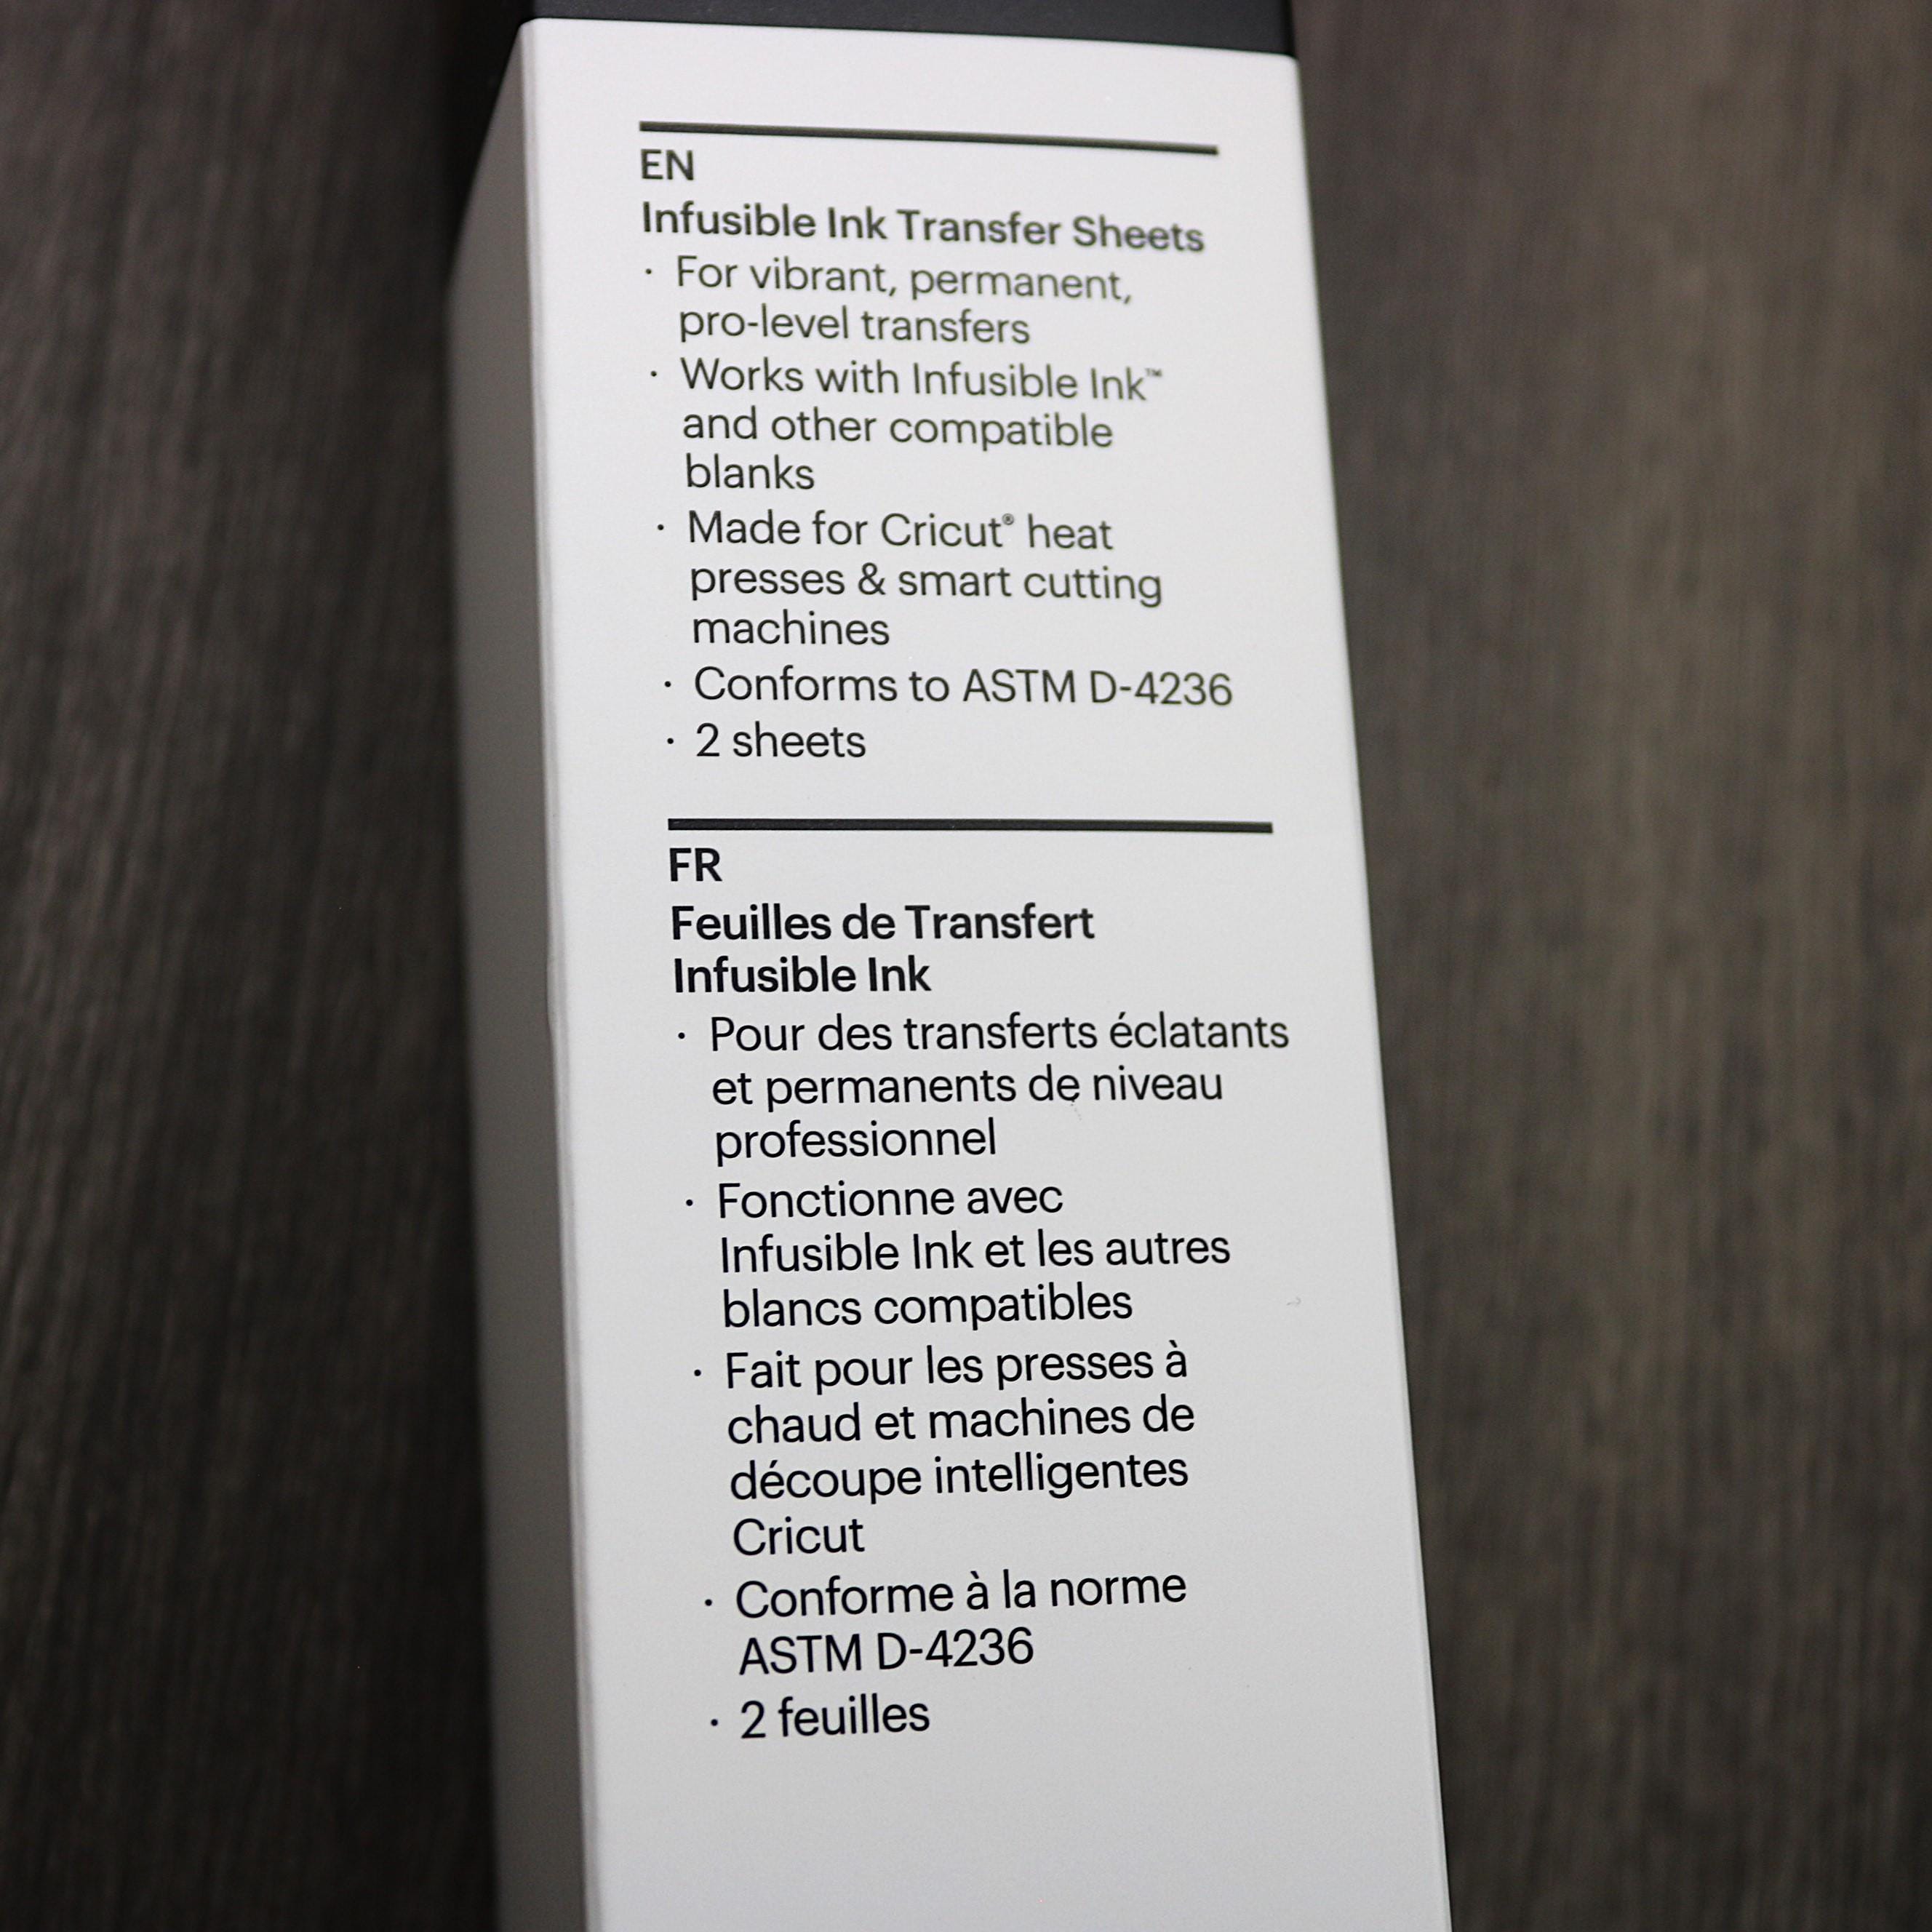 EN
Infusible Ink Transfer Sheets
· For vibrant, permanent,
pro-level transfers
· Works with Infusible Ink™
and other compatible
blanks
· Made for Cricut® heat
presses & smart cutting
machines
· Conforms to ASTM D-4236
· 2 sheets
FR
Feuilles de Transfert
Infusible Ink
· Pour des transferts éclatants
et permanents de niveau
professionnel
· Fonctionne avec
Infusible Ink et les autres
blancs compatibles
· Fait pour les presses à
chaud et machines de
découpe intelligentes
Cricut
· Conforme à la norme
ASTM D-4236
· 2 feuilles